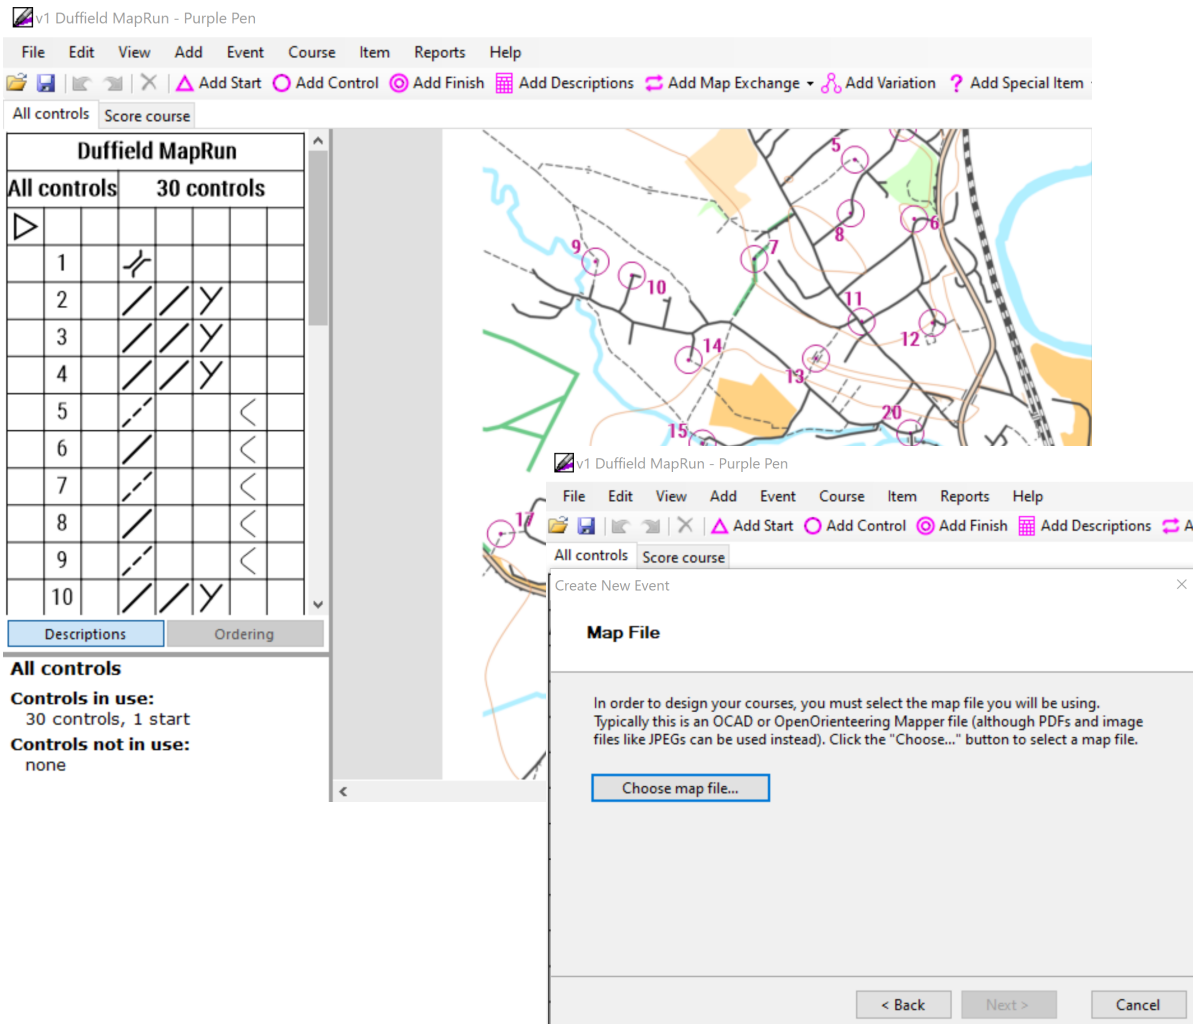 v1 Duffield MapRun - Purple Pen
File Edit View Add Event Course Item Reports Help
Add Start Add Control Add Finish Add Descriptions Add Map Exchange Add Variation ? Add Special Item
All controls Score course
Duffield MapRun
All controls 30 controls
1
2
3
4
5
6
7
8
9
10
Descriptions Ordering
All controls
Controls in use:
30 controls, 1 start
Controls not in use:
none
5
6
8
7
9
10
11
12
14
13
20
15
17
v1 Duffield MapRun - Purple Pen
File Edit View Add Event Course Item Reports Help
Add Start Add Control Add Finish Add Descriptions A
All controls Score course
Create New Event
Map File
In order to design your courses, you must select the map file you will be using.
Typically this is an OCAD or OpenOrienteering Mapper file (although PDFs and image
files like JPEGs can be used instead). Click the "Choose..." button to select a map file.
Choose map file...
< Back Next > Cancel